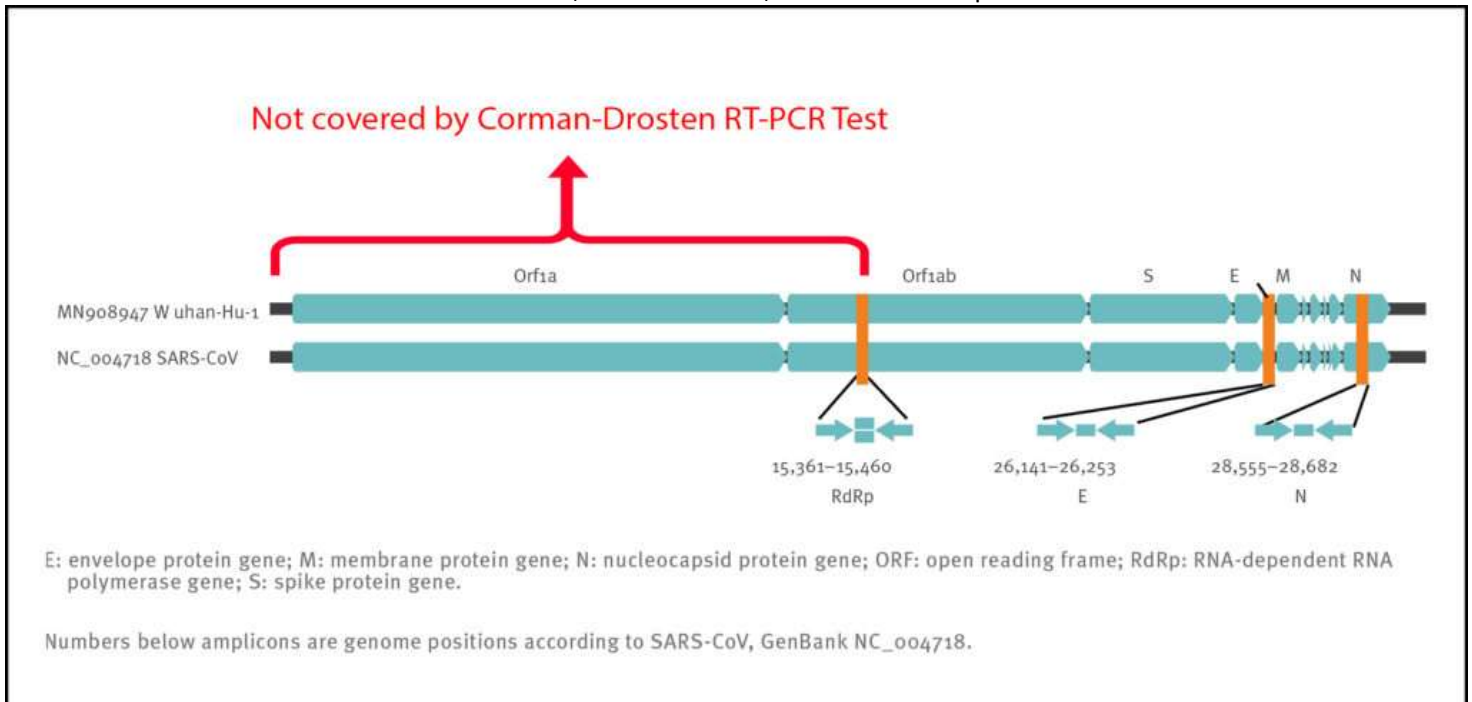 Not covered by Corman-Drosten RT-PCR Test
Orf1a Orf1ab S E M N
MN908947 W uhan-Hu-1
NC_004718 SARS-CoV
15,361–15,460 26,141–26,253 28,555–28,682
RdRp E N
E: envelope protein gene; M: membrane protein gene; N: nucleocapsid protein gene; ORF: open reading frame; RdRp: RNA-dependent RNA
polymerase gene; S: spike protein gene.
Numbers below amplicons are genome positions according to SARS-CoV, GenBank NC_004718.